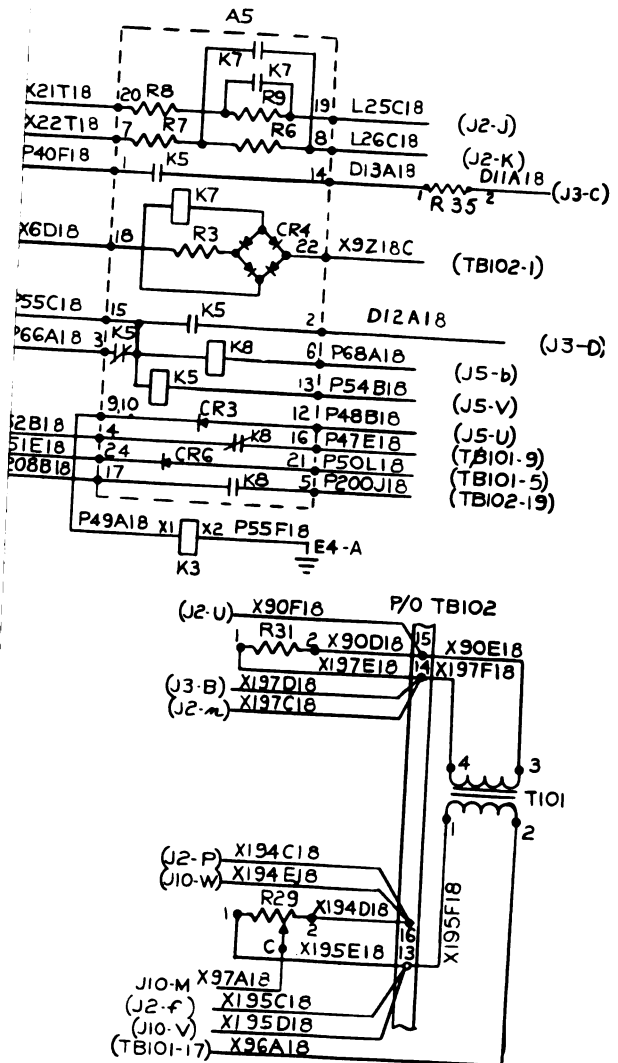 A5
K7
K7
X21T18 20 R8 R9 19 L25C18 (J2-J)
X22T18 7 R7 R6 8 L26C18 (J2-K)
P40F18 1 K5 14 D13A18 1 R35 2 D11A18 (J3-C)
K7
X6D18 18 R3 CR4 22 X9Z18C (TB102-1)
P55C18 15 K5 2 D12A18 (J3-D)
P66A18 3 K5 K8 6 P68A18 (J5-b)
K5 13 P54B18 (J5-V)
9,10 CR3 12 P48B18 (J5-U)
2B18 4 K8 16 P47E18 (TB101-9)
51E18 24 CR6 21 P50L18 (TB101-5)
208B18 17 K8 5 P200J18 (TB102-19)
P49A18 X1 X2 P55F18 E4-A
K3
P/O TB102
(J2-U) X90F18 15
1 R31 2 X90D18 X90E18
X197E18 14 X197F18
(J3-B) X197D18
(J2-n) X197C18
4 3
T101
1 2
(J2-P) X194C18
(J10-W) X194E18
1 R29 2 X194D18 16
C X195E18 13
X195F18
J10-M X97A18
(J2-f) X195C18
(J10-V) X195D18
(TB101-17) X96A18